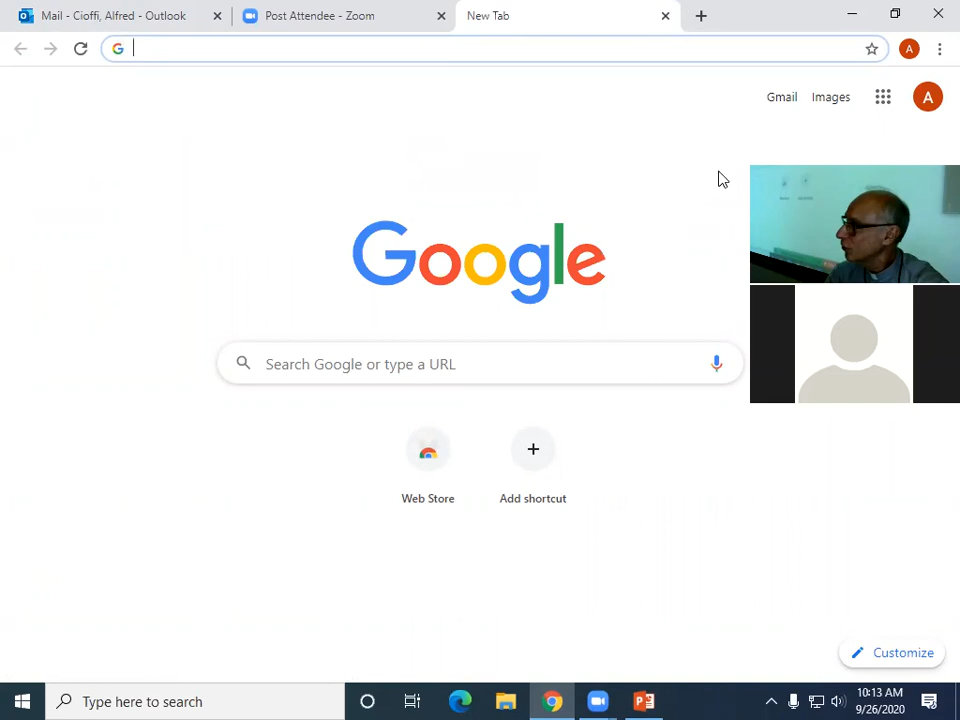 Mail - Cioffi, Alfred - Outlook
Post Attendee - Zoom
New Tab
A
Gmail
Images
A
Google
Search Google or type a URL
Web Store
Add shortcut
Customize
Type here to search
10:13 AM
9/26/2020